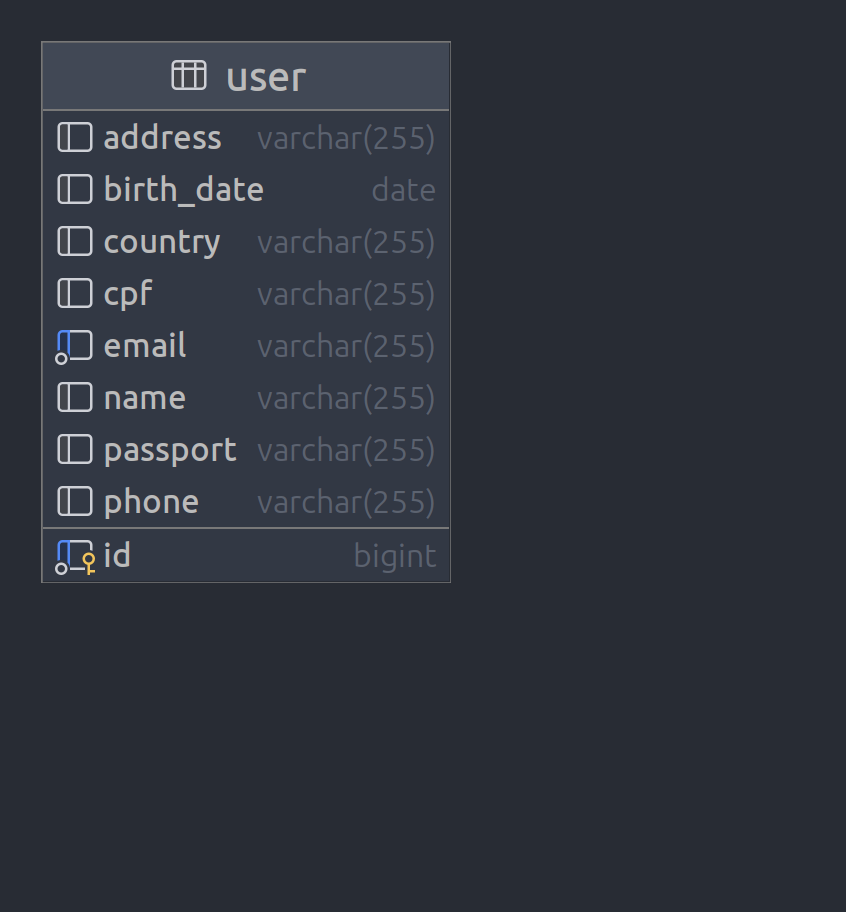 user
address varchar(255)
birth_date date
country varchar(255)
cpf varchar(255)
email varchar(255)
name varchar(255)
passport varchar(255)
phone varchar(255)
id bigint